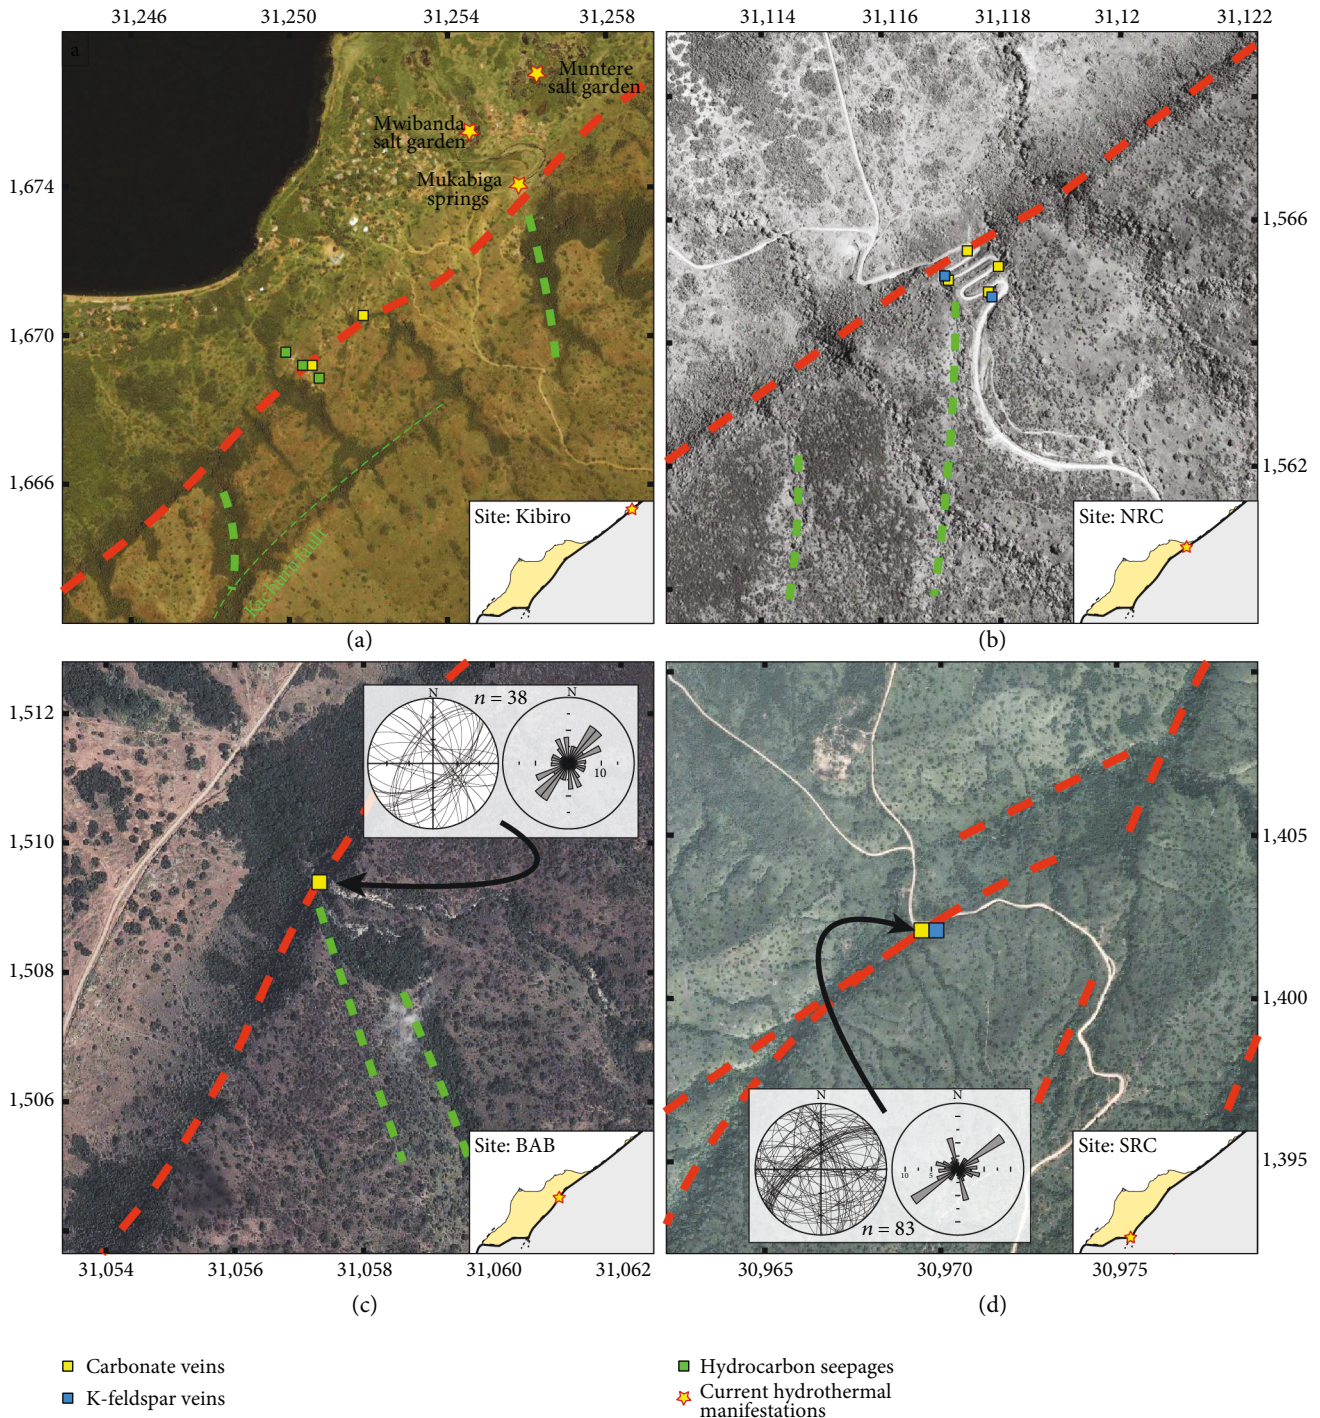 31,246 31,250 31,254 31,258
31,114 31,116 31,118 31,12 31,122
a
Muntere
salt garden
Mwibanda
salt garden
Mukabiga
springs
1,674
1,670
1,666
Kachuru fault
Site: Kibiro
(a)
1,566
1,562
Site: NRC
(b)
1,512
1,510
1,508
1,506
N
n = 38
N
10
Site: BAB
31,054 31,056 31,058 31,060 31,062
(c)
1,405
1,400
1,395
N
N
10 5
n = 83
Site: SRC
30,965 30,970 30,975
(d)
Carbonate veins
K-feldspar veins
Hydrocarbon seepages
Current hydrothermal
manifestations